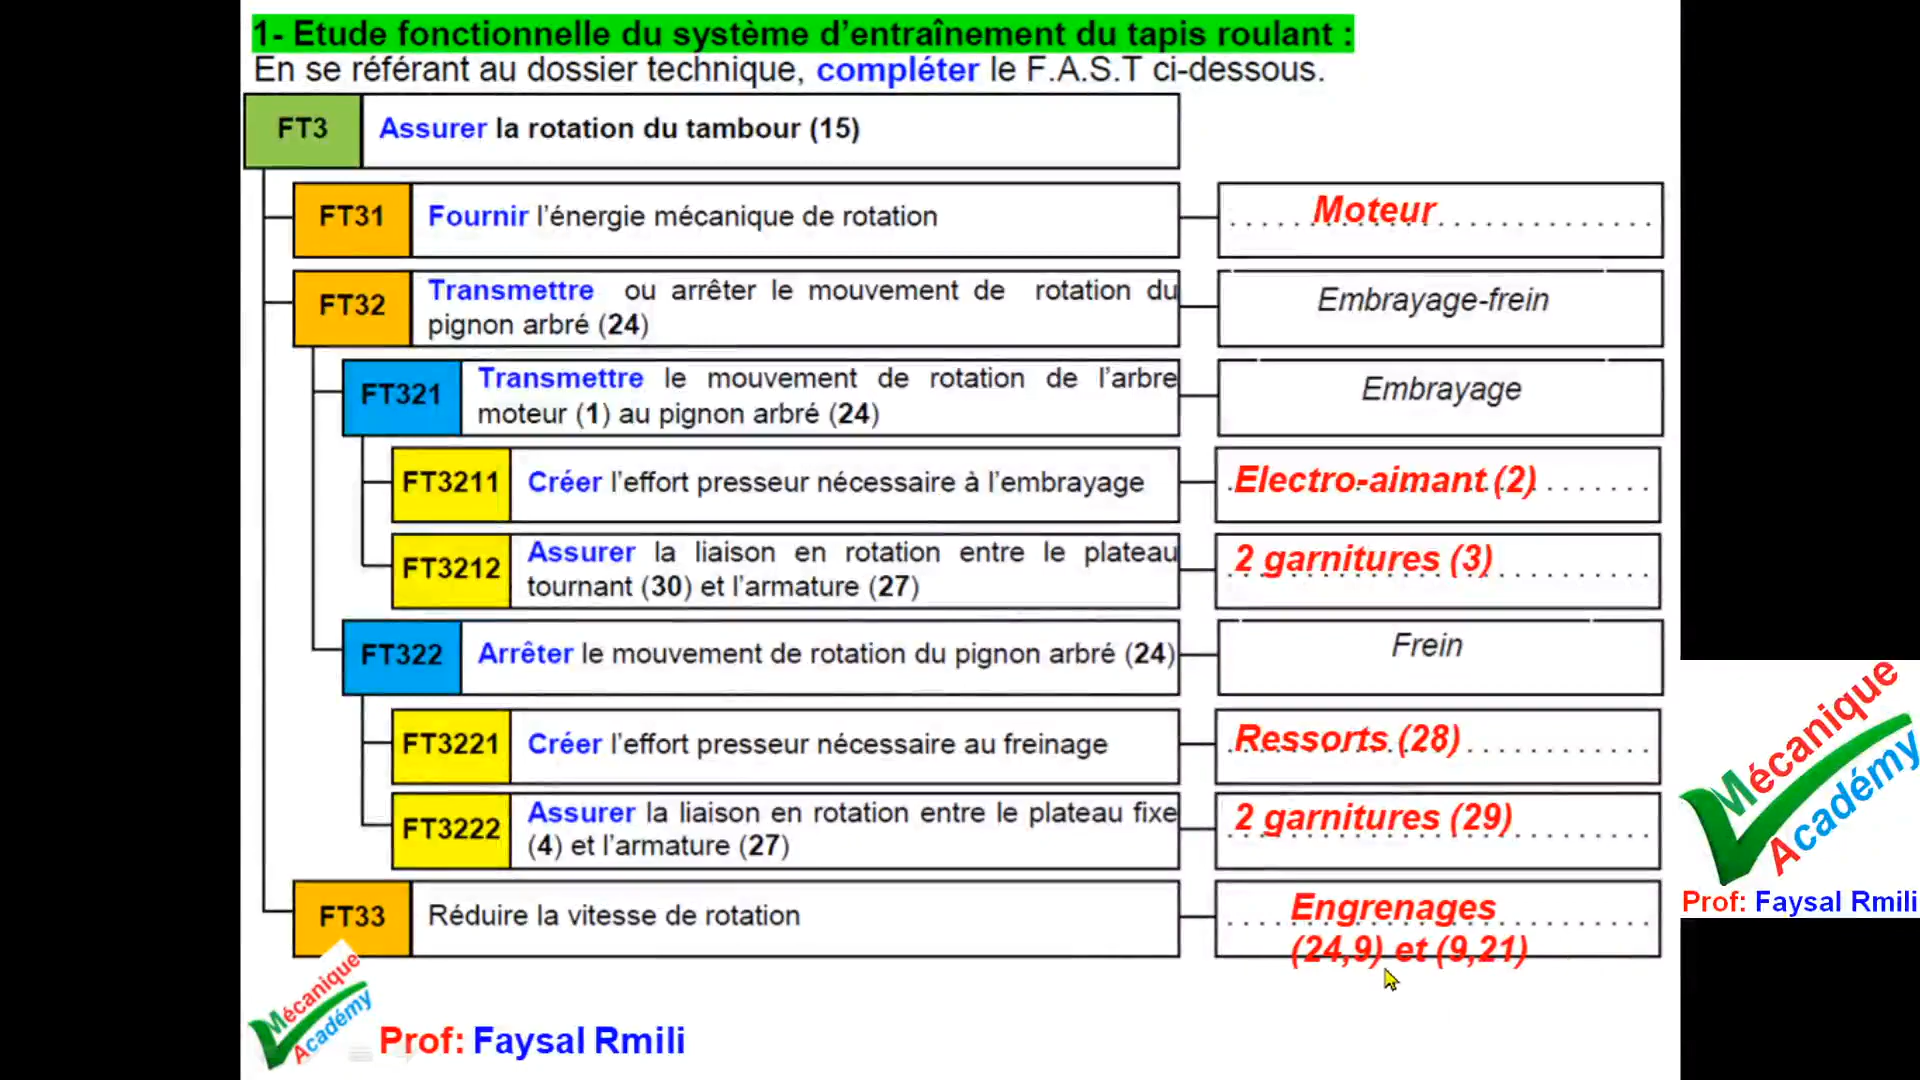 1- Etude fonctionnelle du système d’entraînement du tapis roulant :
En se référant au dossier technique, compléter le F.A.S.T ci-dessous.
FT3
Assurer la rotation du tambour (15)
FT31
Fournir l’énergie mécanique de rotation
Moteur
FT32
Transmettre ou arrêter le mouvement de rotation du
pignon arbré (24)
Embrayage-frein
FT321
Transmettre le mouvement de rotation de l’arbre
moteur (1) au pignon arbré (24)
Embrayage
FT3211
Créer l’effort presseur nécessaire à l’embrayage
Electro-aimant (2)
FT3212
Assurer la liaison en rotation entre le plateau
tournant (30) et l’armature (27)
2 garnitures (3)
FT322
Arrêter le mouvement de rotation du pignon arbré (24)
Frein
FT3221
Créer l’effort presseur nécessaire au freinage
Ressorts (28)
FT3222
Assurer la liaison en rotation entre le plateau fixe
(4) et l’armature (27)
2 garnitures (29)
FT33
Réduire la vitesse de rotation
Engrenages
(24,9) et (9,21)
Mécanique
Académy
Prof: Faysal Rmili
Mécanique
Académy
Prof: Faysal Rmili